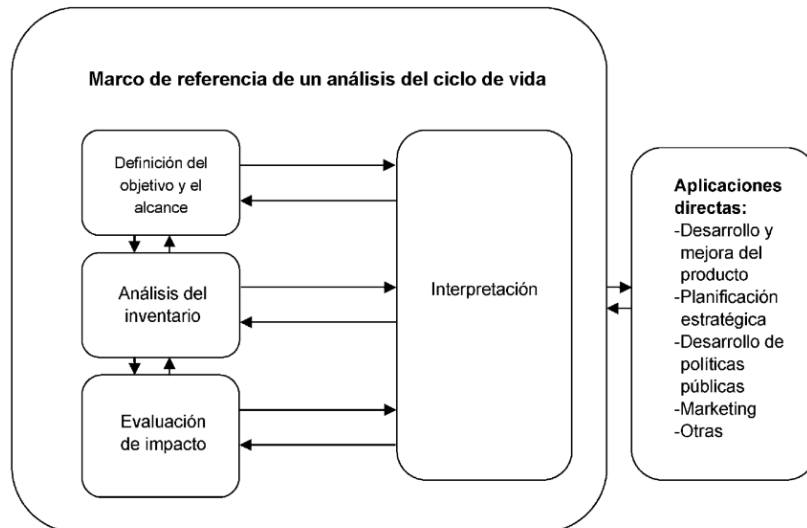 Marco de referencia de un análisis del ciclo de vida
Definición del
objetivo y el
alcance
Análisis del
inventario
Evaluación
de impacto
Interpretación
Aplicaciones
directas:
-Desarrollo y
mejora del
producto
-Planificación
estratégica
-Desarrollo de
políticas
públicas
-Marketing
-Otras